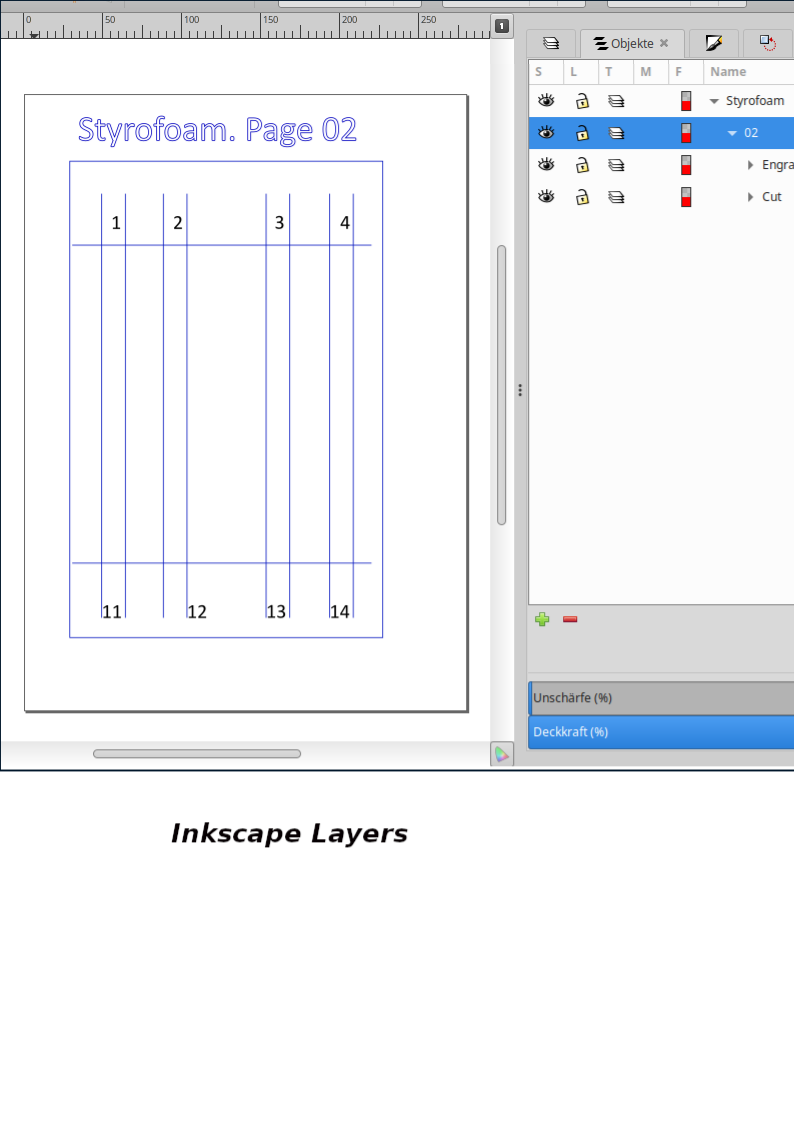 0 50 100 150 200 250
1
Objekte
S L T M F Name
Styrofoam
02
Engra
Cut
Styrofoam. Page 02
1 2 3 4
11 12 13 14
Unschärfe (%)
Deckkraft (%)
Inkscape Layers